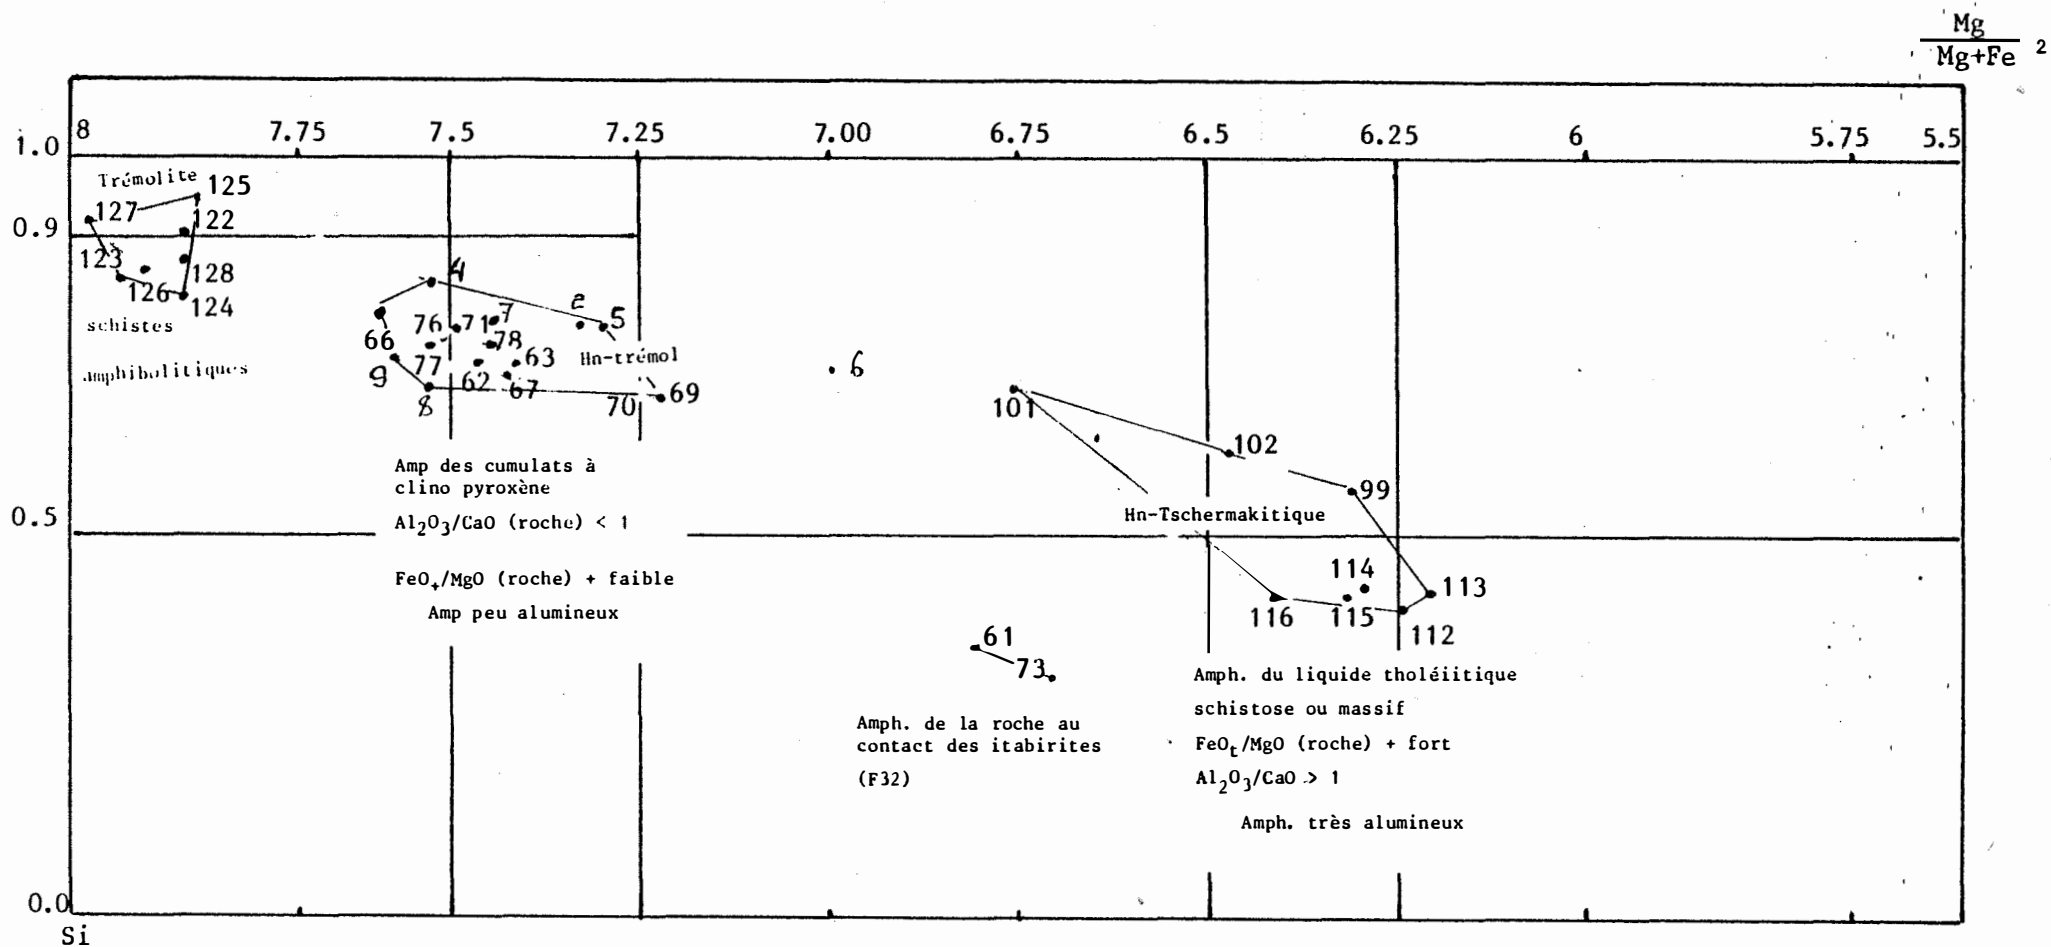 Mg
Mg+Fe 2
8 7.75 7.5 7.25 7.00 6.75 6.5 6.25 6 5.75 5.5
1.0
Trémolite 125
127
122
0.9
123
128
126
124
4
2
5
7
76 71
66
78
77
63
Hn-trémol
9
62
67
8
70 69
6
schistes
amphibolitiques
101
102
99
Amp des cumulats à
clino pyroxène
Al2O3/CaO (roche) < 1
FeO+/MgO (roche) + faible
Amp peu alumineux
0.5
Hn-Tschermakitique
114
113
116 115
112
61
73
Amph. de la roche au
contact des itabirites
(F32)
Amph. du liquide tholéiitique
schistose ou massif
FeOt/MgO (roche) + fort
Al2O3/CaO > 1
Amph. très alumineux
0.0
Si